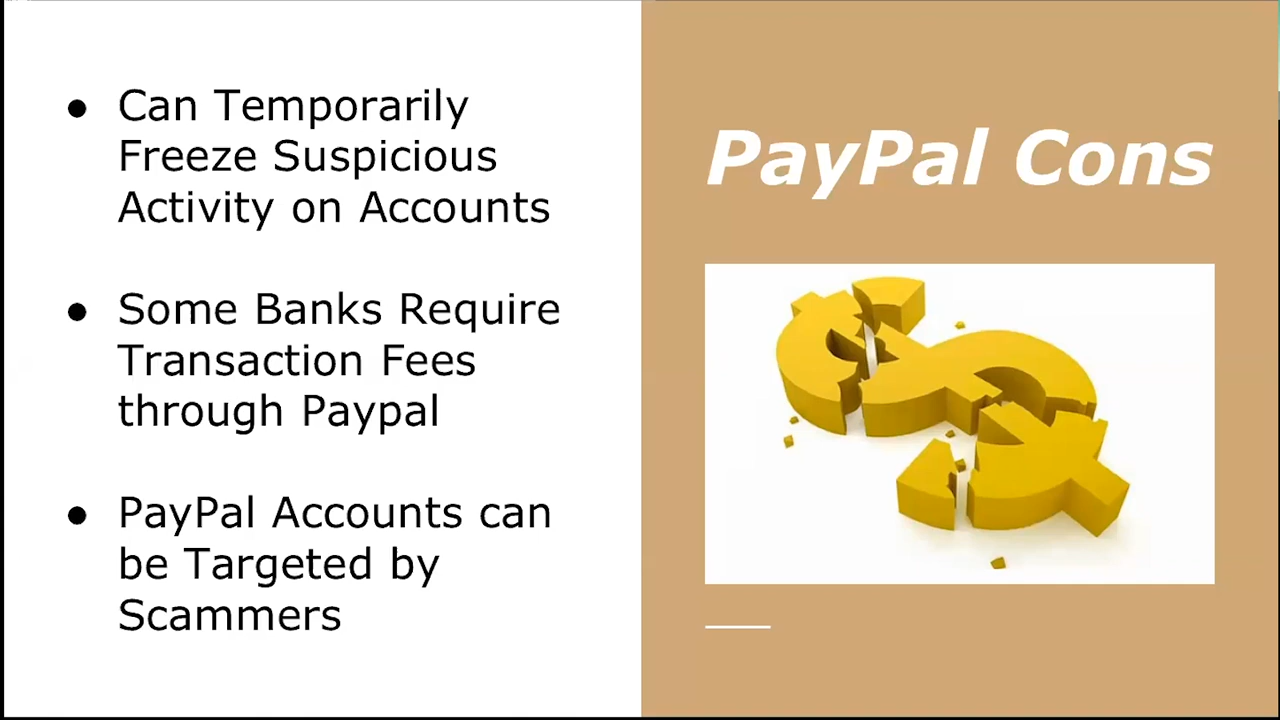 ● Can Temporarily
Freeze Suspicious
Activity on Accounts
● Some Banks Require
Transaction Fees
through Paypal
● PayPal Accounts can
be Targeted by
Scammers
PayPal Cons